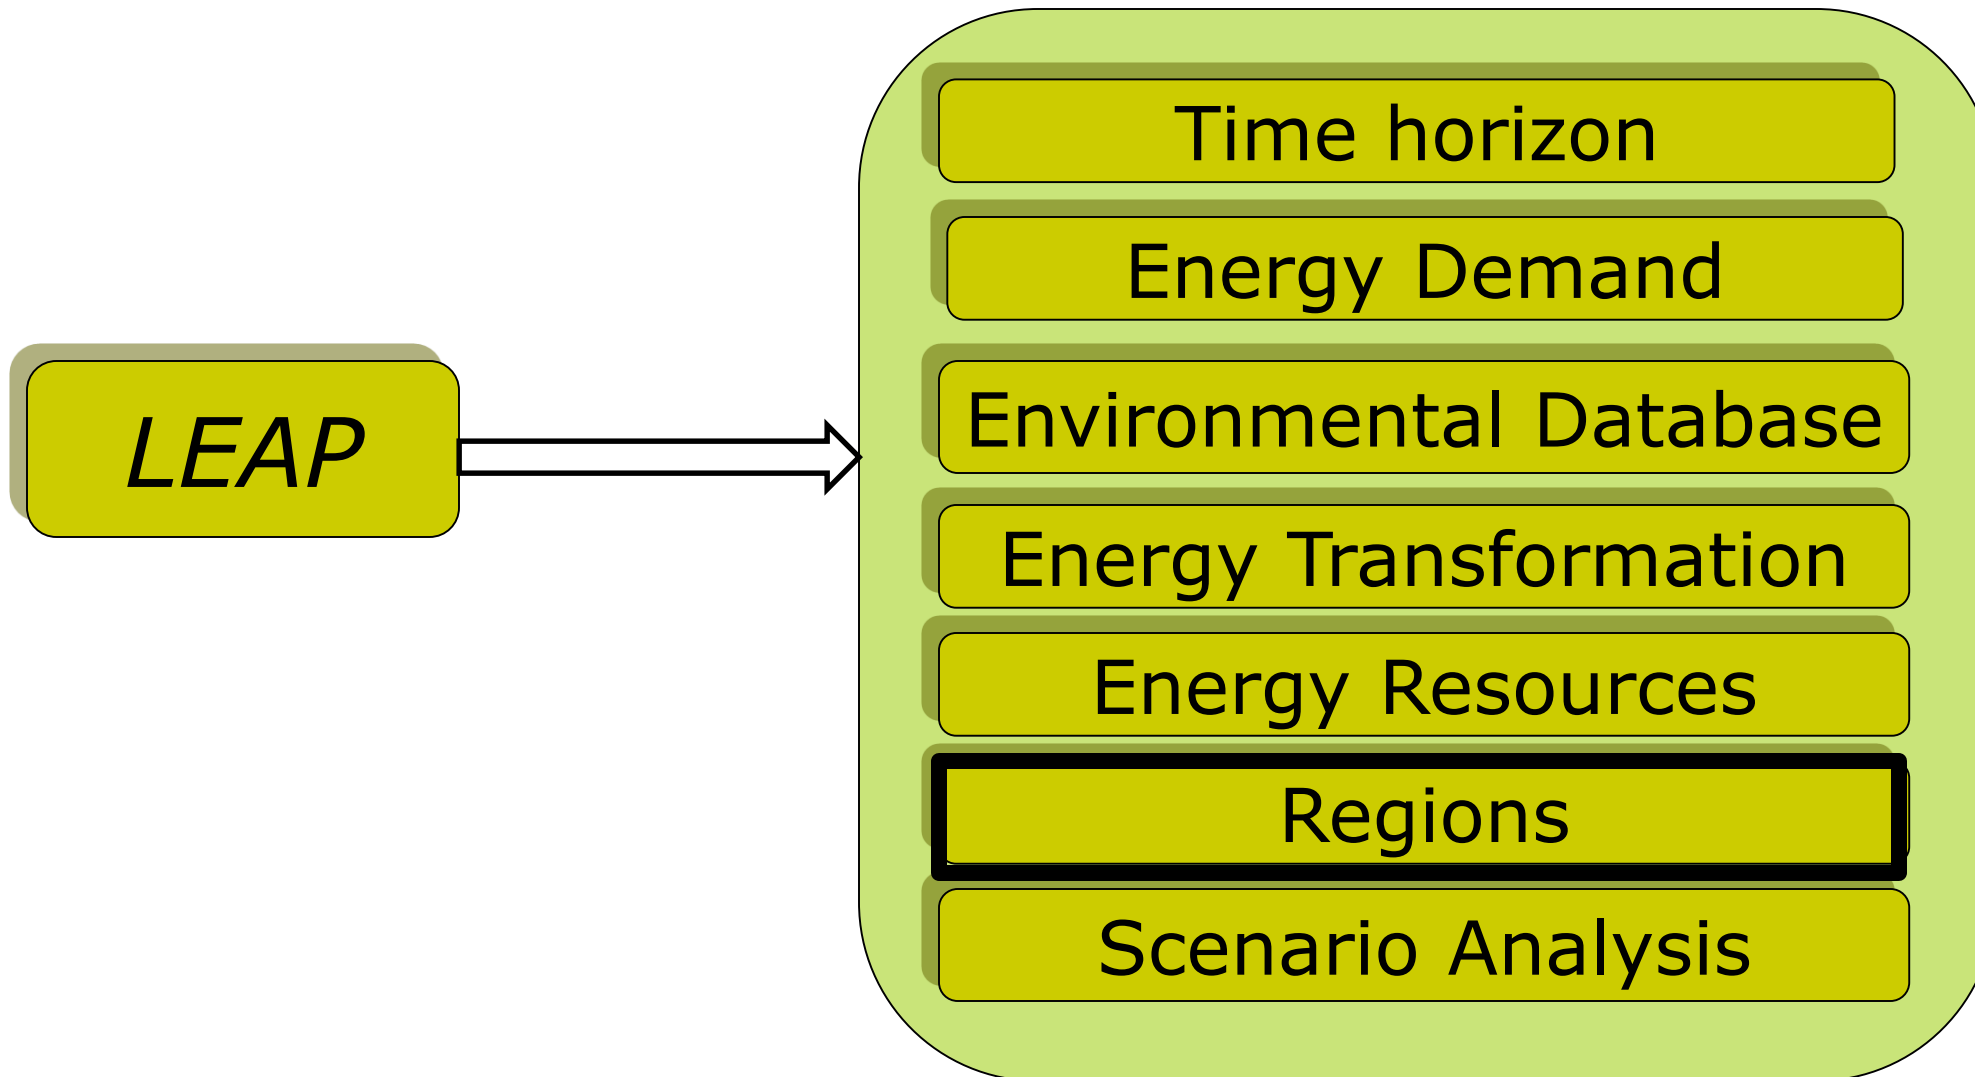 LEAP
Time horizon
Energy Demand
Environmental Database
Energy Transformation
Energy Resources
Regions
Scenario Analysis